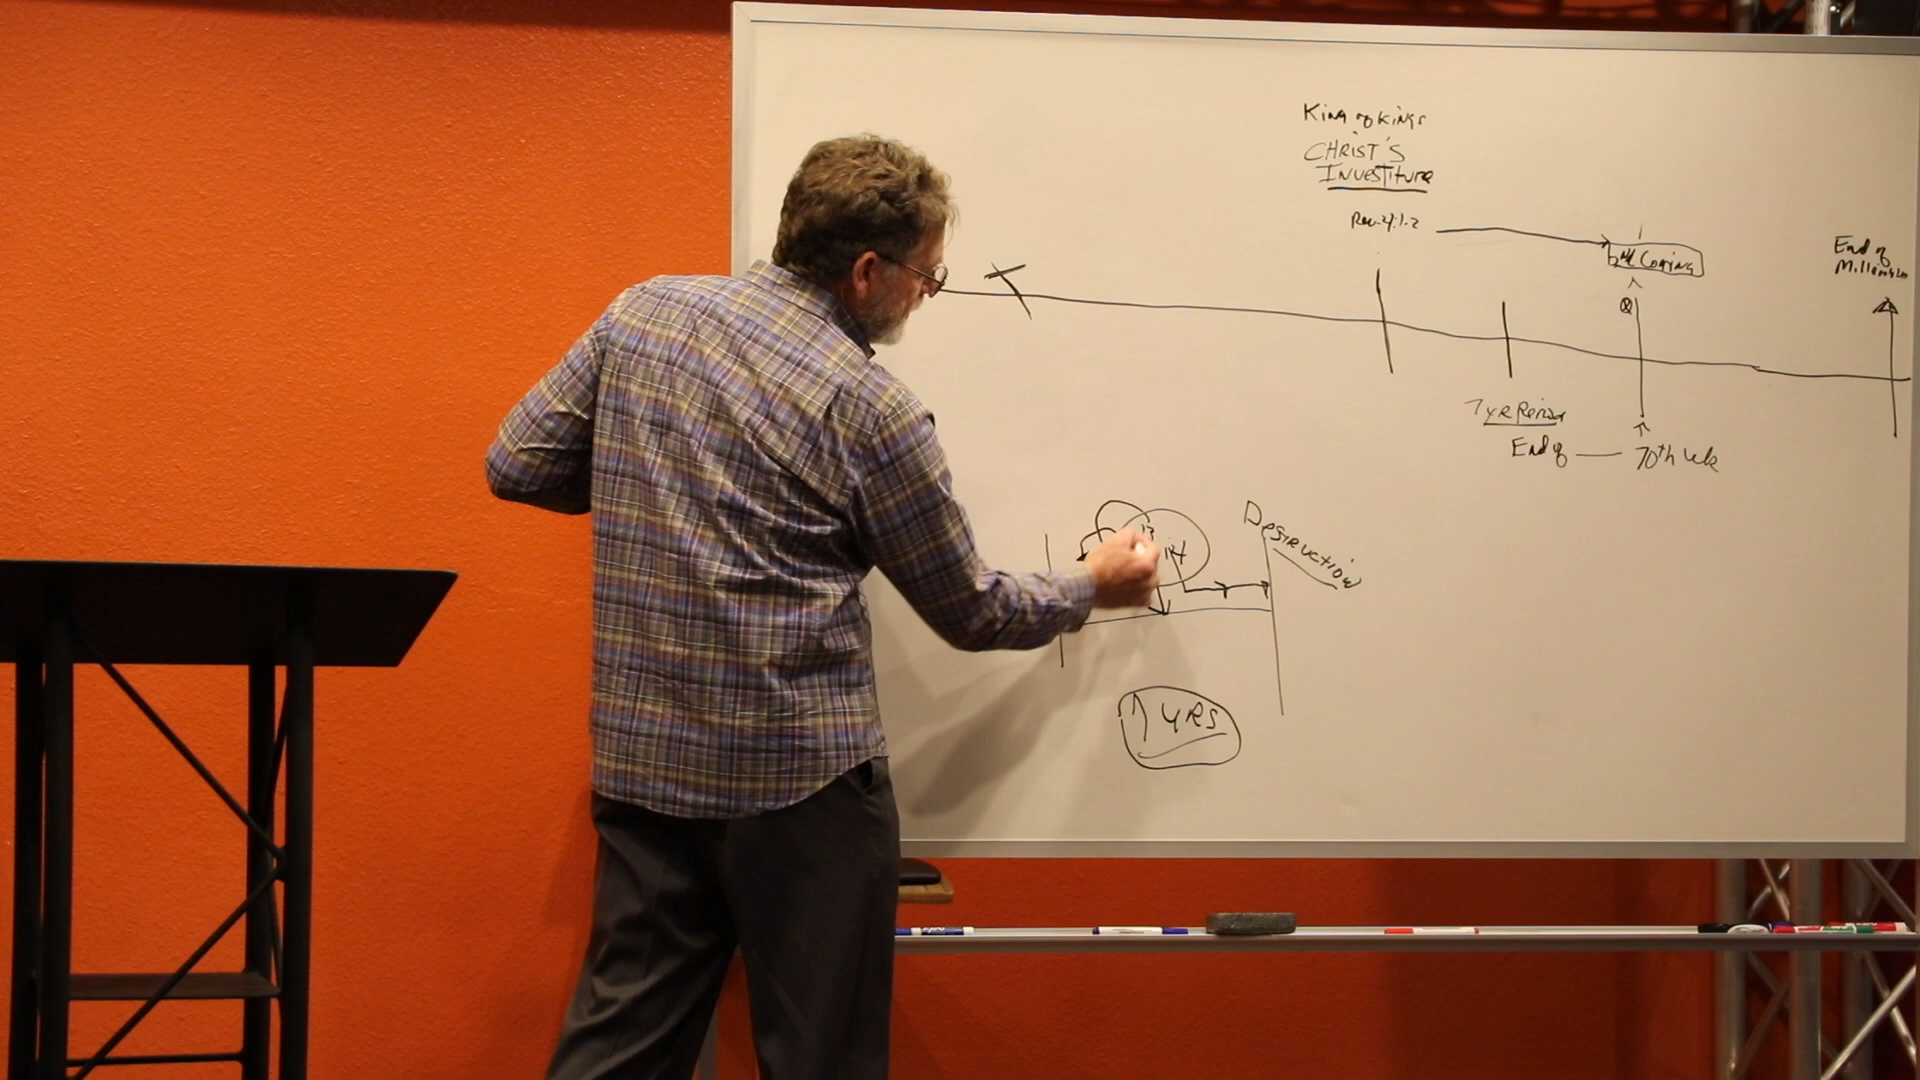 King of Kings
CHRIST'S
Investiture
Rev. 4:1-2
2nd Coming
End of
Millennium
7 YR Period
End of — 70th Wk
Destruction
7 YRS